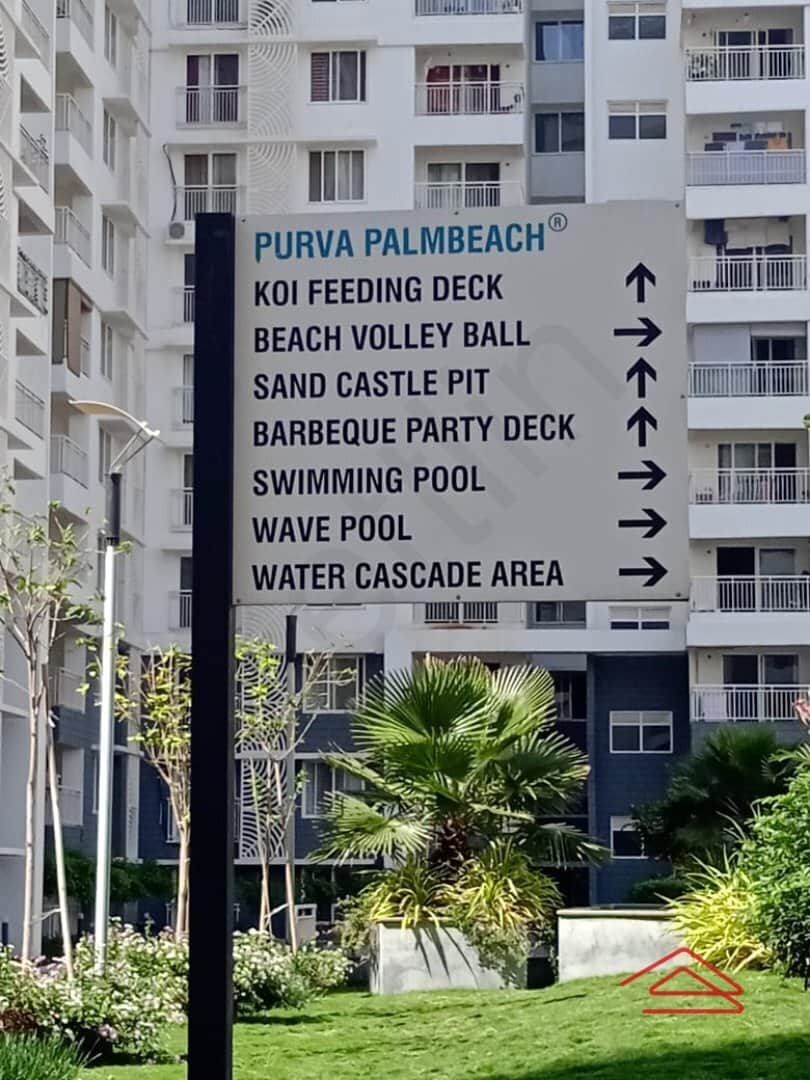 PURVA PALMBEACH®
KOI FEEDING DECK ↑
BEACH VOLLEY BALL →
SAND CASTLE PIT ↑
BARBEQUE PARTY DECK ↑
SWIMMING POOL →
WAVE POOL →
WATER CASCADE AREA →